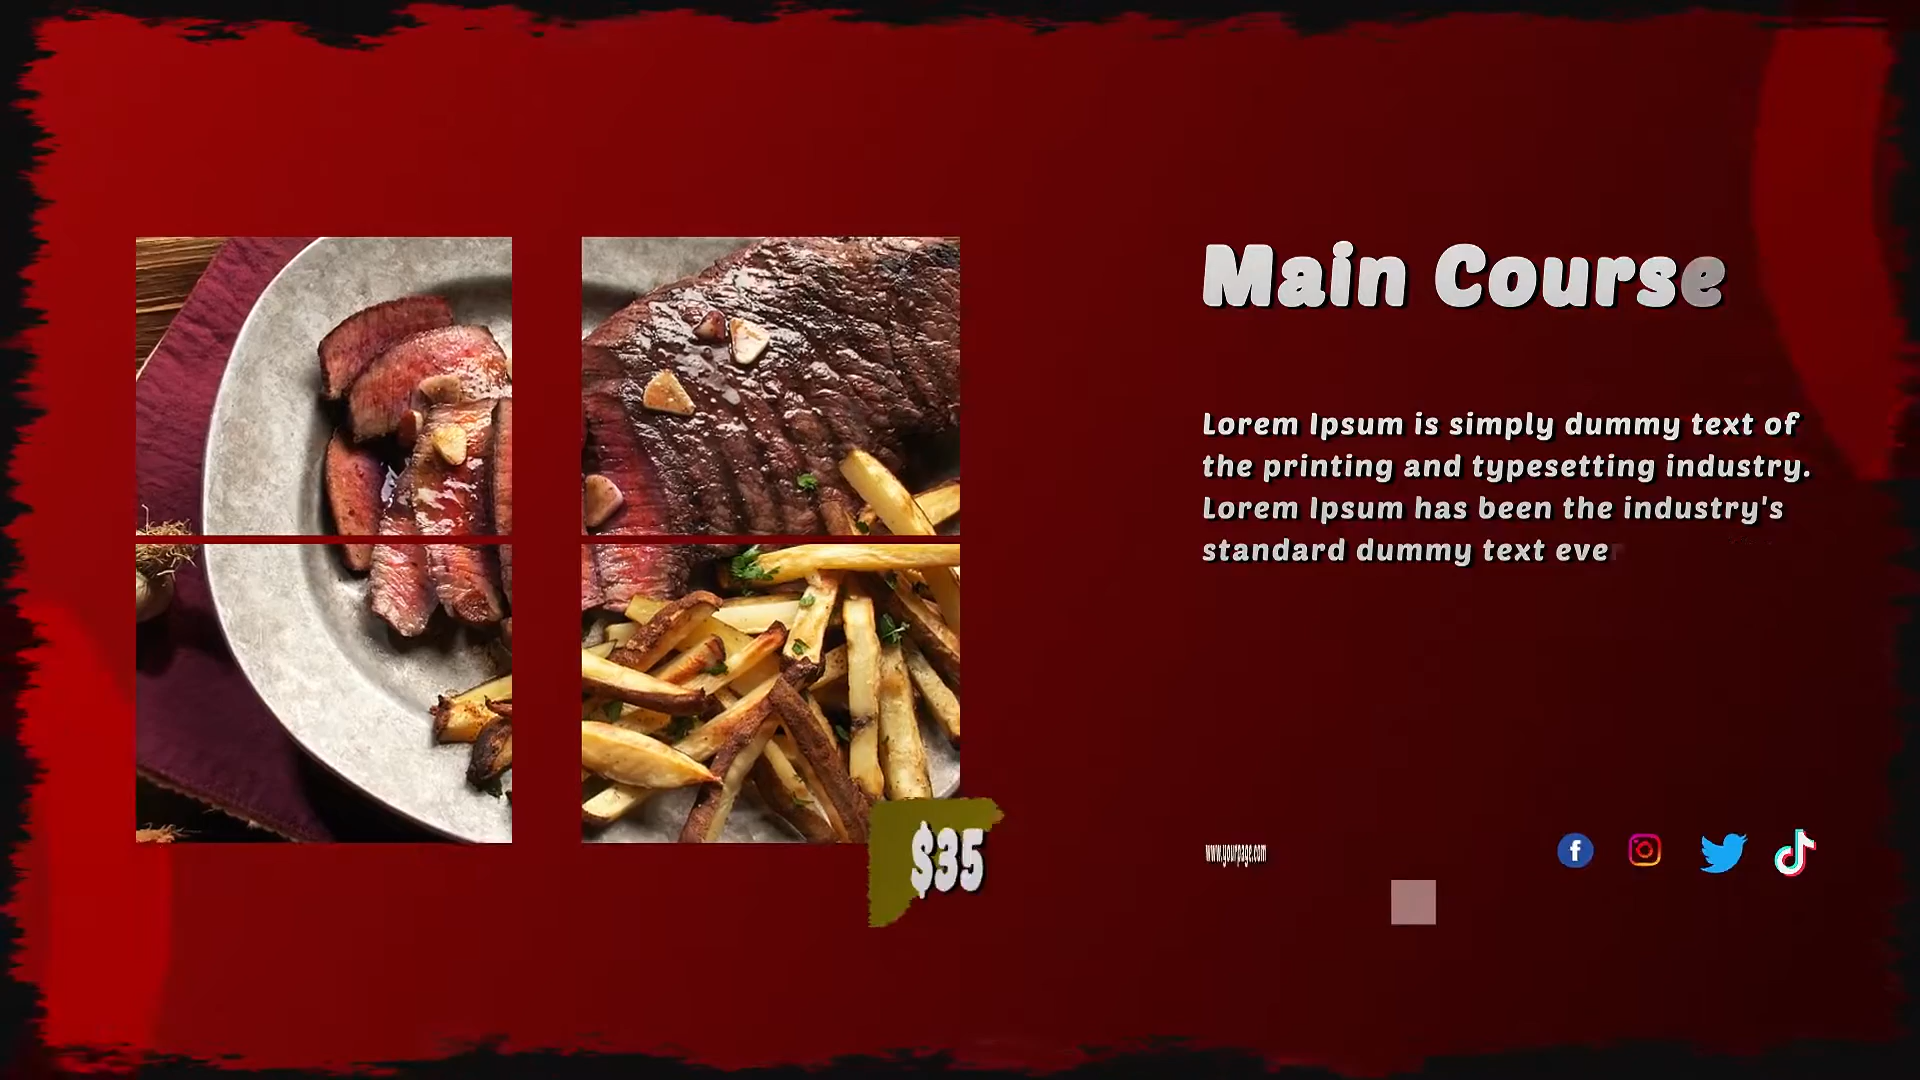 Main Course
Lorem Ipsum is simply dummy text of
the printing and typesetting industry.
Lorem Ipsum has been the industry's
standard dummy text ever
$35
www.yourpage.com